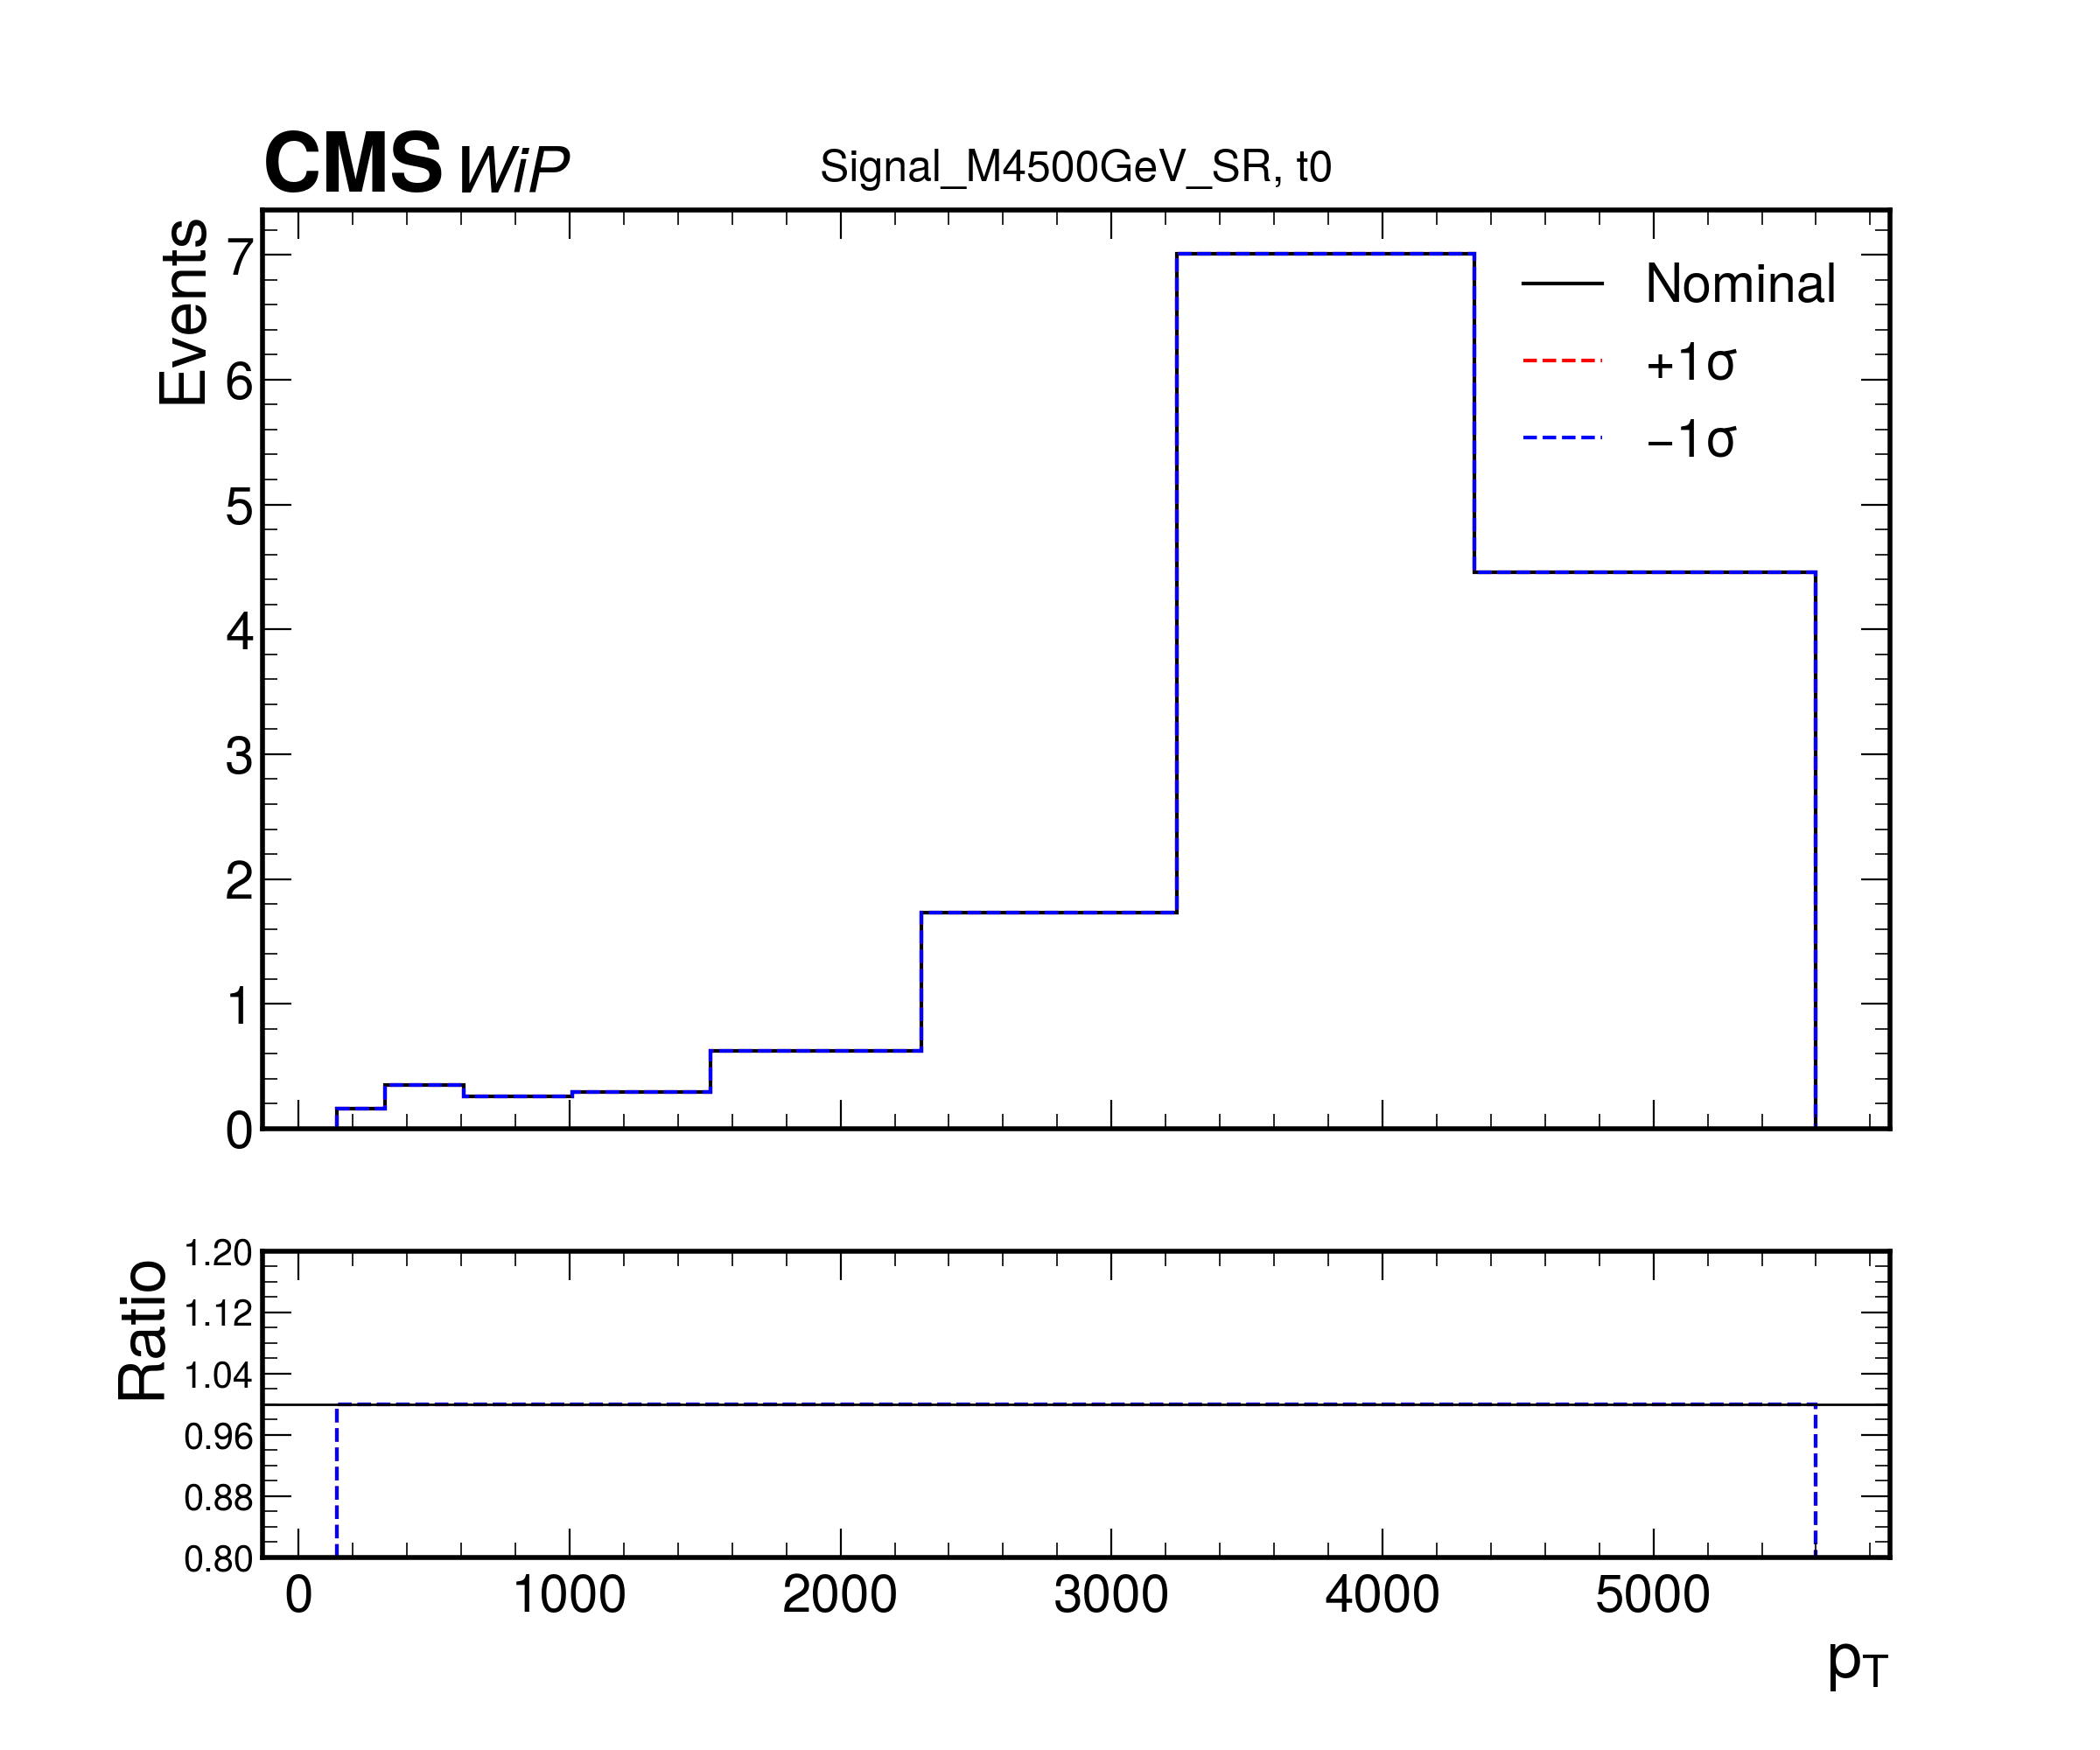 CMS WiP Signal_M4500GeV_SR, t0
Events
7
6
5
4
3
2
1
0
Nominal
+1σ
−1σ
Ratio
1.20
1.12
1.04
0.96
0.88
0.80
0 1000 2000 3000 4000 5000
pT